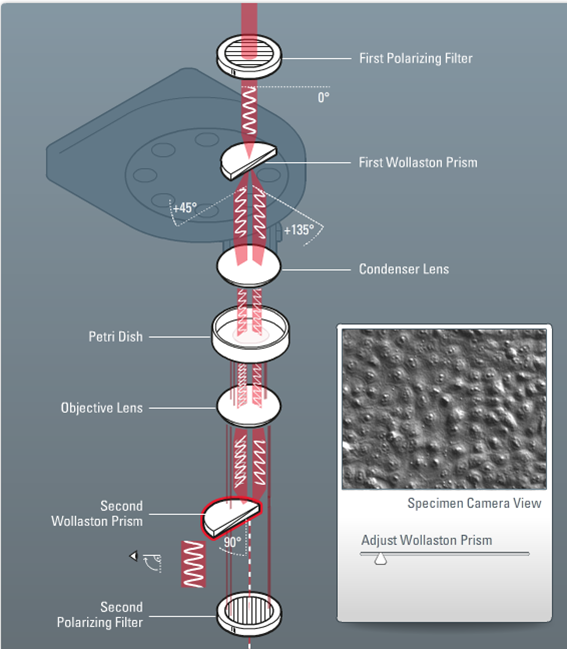 First Polarizing Filter
0°
First Wollaston Prism
+45°
+135°
Condenser Lens
Petri Dish
Objective Lens
Specimen Camera View
Second
Wollaston Prism
90°
Adjust Wollaston Prism
Second
Polarizing Filter